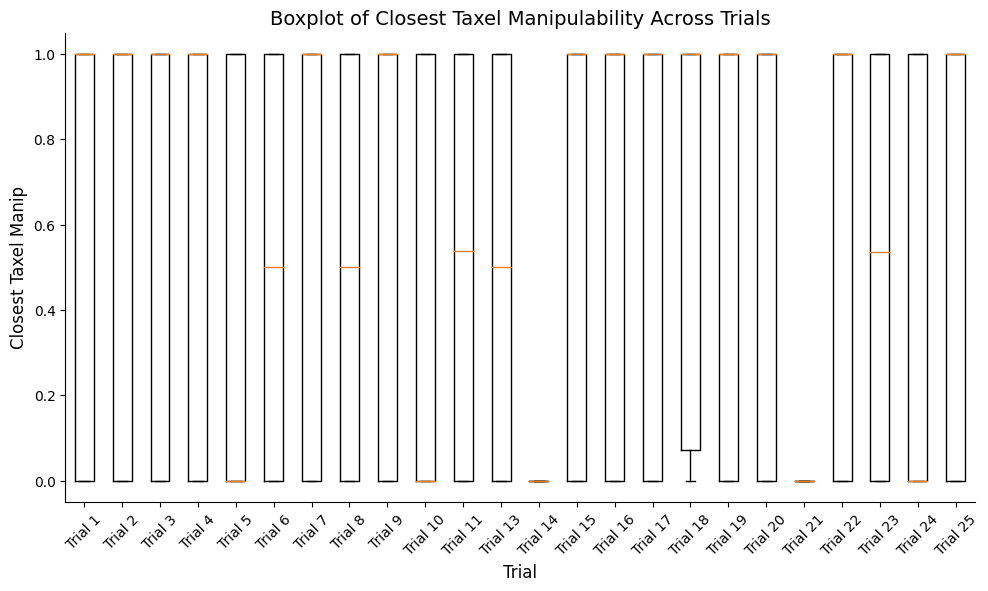 Boxplot of Closest Taxel Manipulability Across Trials
Closest Taxel Manip
1.0
0.8
0.6
0.4
0.2
0.0
Trial 1
Trial 2
Trial 3
Trial 4
Trial 5
Trial 6
Trial 7
Trial 8
Trial 9
Trial 10
Trial 11
Trial 13
Trial 14
Trial 15
Trial 16
Trial 17
Trial 18
Trial 19
Trial 20
Trial 21
Trial 22
Trial 23
Trial 24
Trial 25
Trial